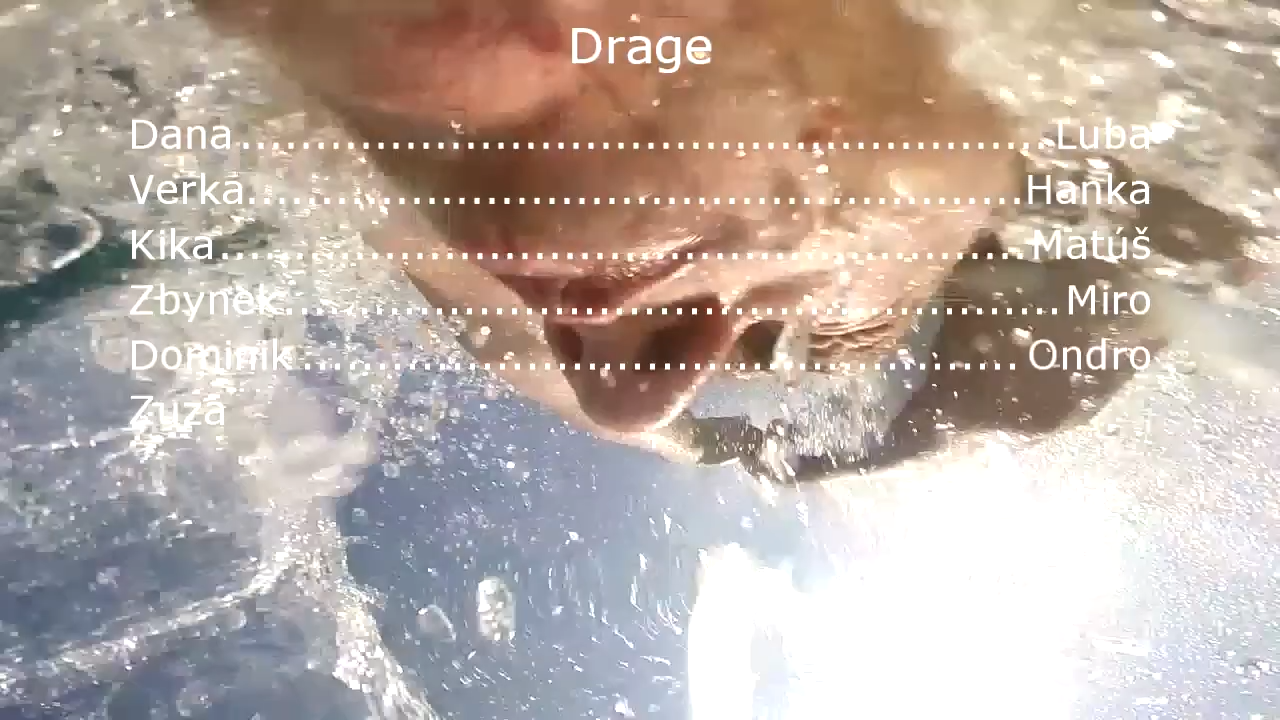 Drage
Dana.......................................................Luba
Verka....................................................Hanka
Kika......................................................Matúš
Zbynek....................................................Miro
Dominik................................................Ondro
Zuza